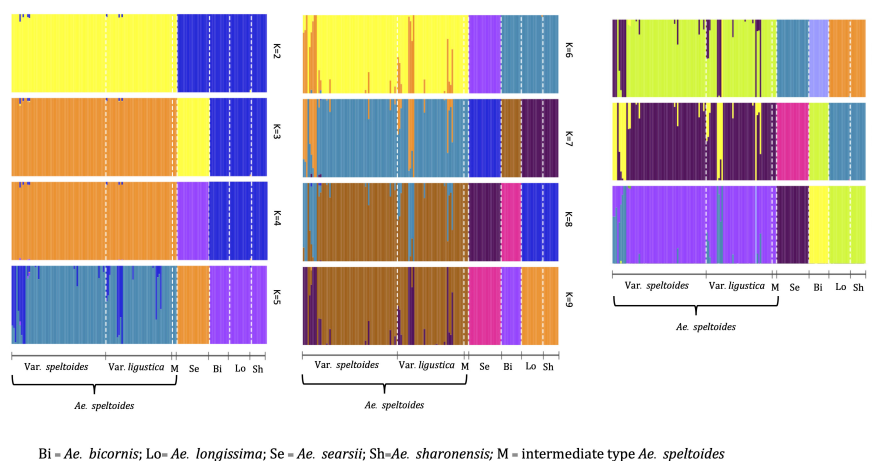 K=2
K=3
K=4
K=5
Var. speltoides Var. ligustica M Se Bi Lo Sh
Ae. speltoides
K=6
K=7
K=8
K=9
Var. speltoides Var. ligustica M Se Bi Lo Sh
Ae. speltoides
Var. speltoides Var. ligustica M Se Bi Lo Sh
Ae. speltoides
Bi = Ae. bicornis; Lo= Ae. longissima; Se = Ae. searsii; Sh=Ae. sharonensis; M = intermediate type Ae. speltoides